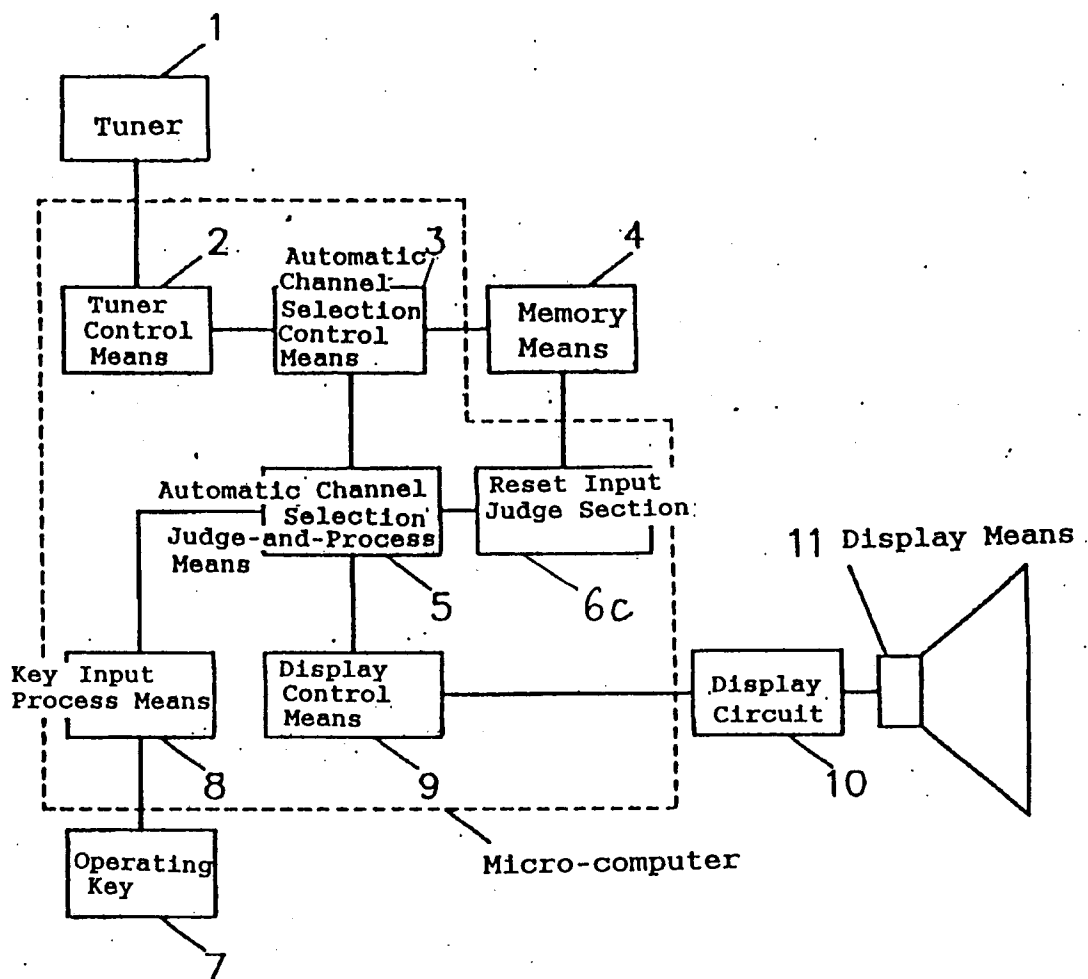 1
Tuner
2
Tuner
Control
Means
3
Automatic
Channel
Selection
Control
Means
4
Memory
Means
Automatic Channel
Selection
Judge-and-Process
Means
5
Reset Input
Judge Section
6c
11 Display Means
Key Input
Process Means
8
Display
Control
Means
9
Display
Circuit
10
Micro-computer
Operating
Key
7